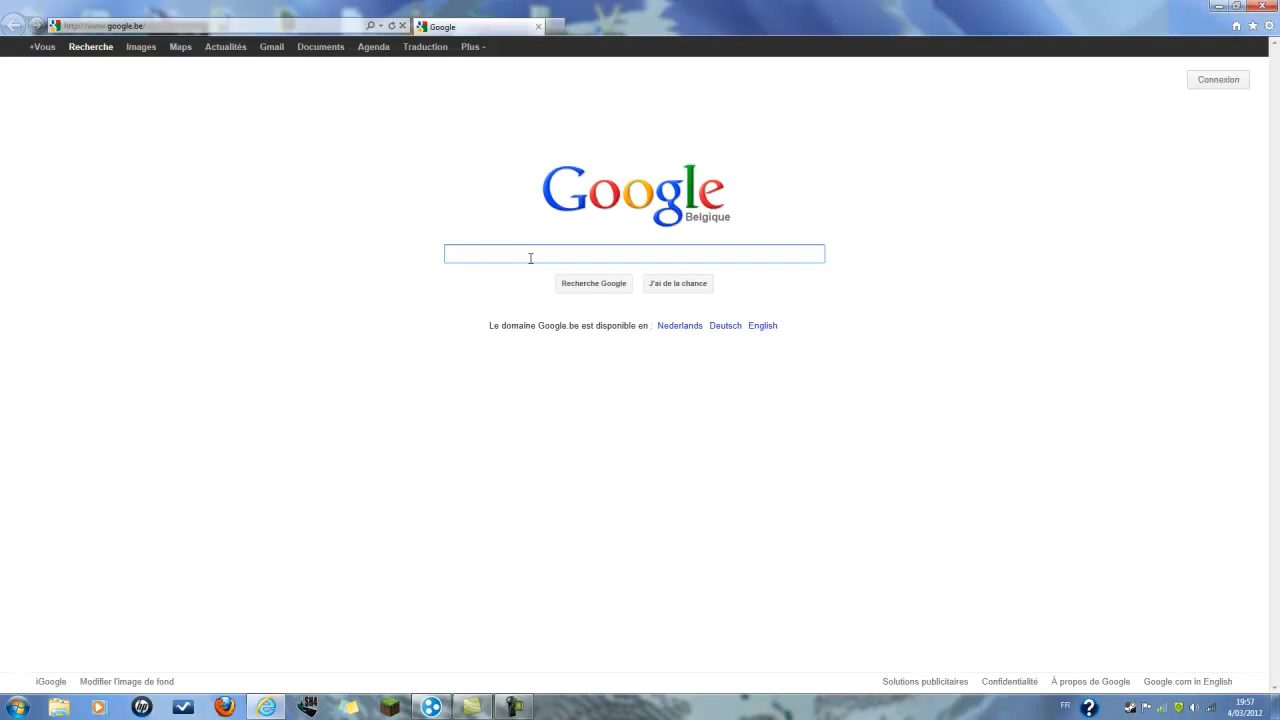 http://www.google.be
Google
+Vous Recherche Images Maps Actualités Gmail Documents Agenda Traduction Plus
Connexion
Google
Belgique
Recherche Google J'ai de la chance
Le domaine Google.be est disponible en : Nederlands Deutsch English
iGoogle Modifier l'image de fond Solutions publicitaires Confidentialité À propos de Google Google.com in English
hp SH4 FR ? 19:57
4/03/2012